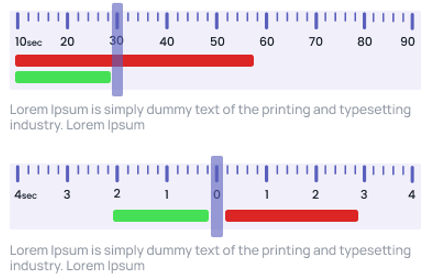 10sec 20 30 40 50 60 70 80 90
Lorem Ipsum is simply dummy text of the printing and typesetting
industry. Lorem Ipsum
4sec 3 2 1 0 1 2 3 4
Lorem Ipsum is simply dummy text of the printing and typesetting
industry. Lorem Ipsum